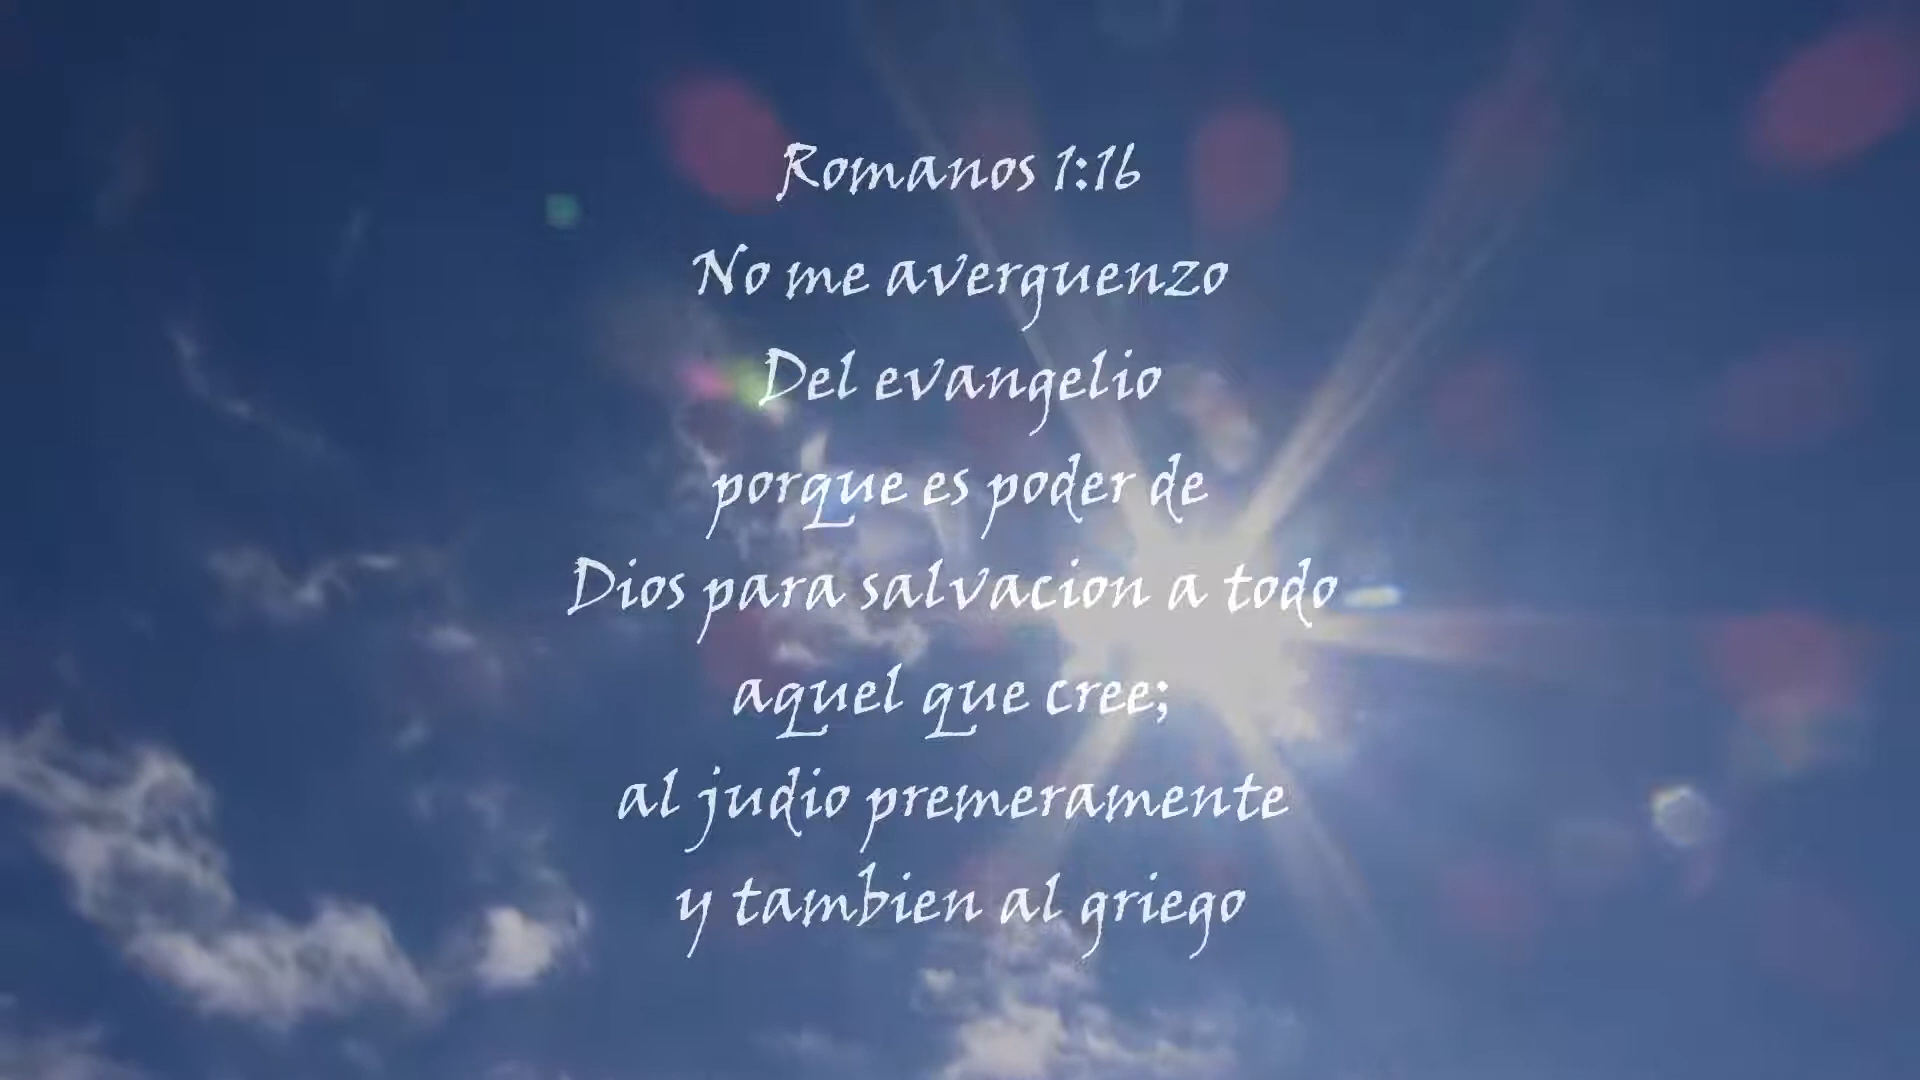 Romanos 1:16
No me averguenzo
Del evangelio
porque es poder de
Dios para salvacion a todo
aquel que cree;
al judio premeramente
y tambien al griego